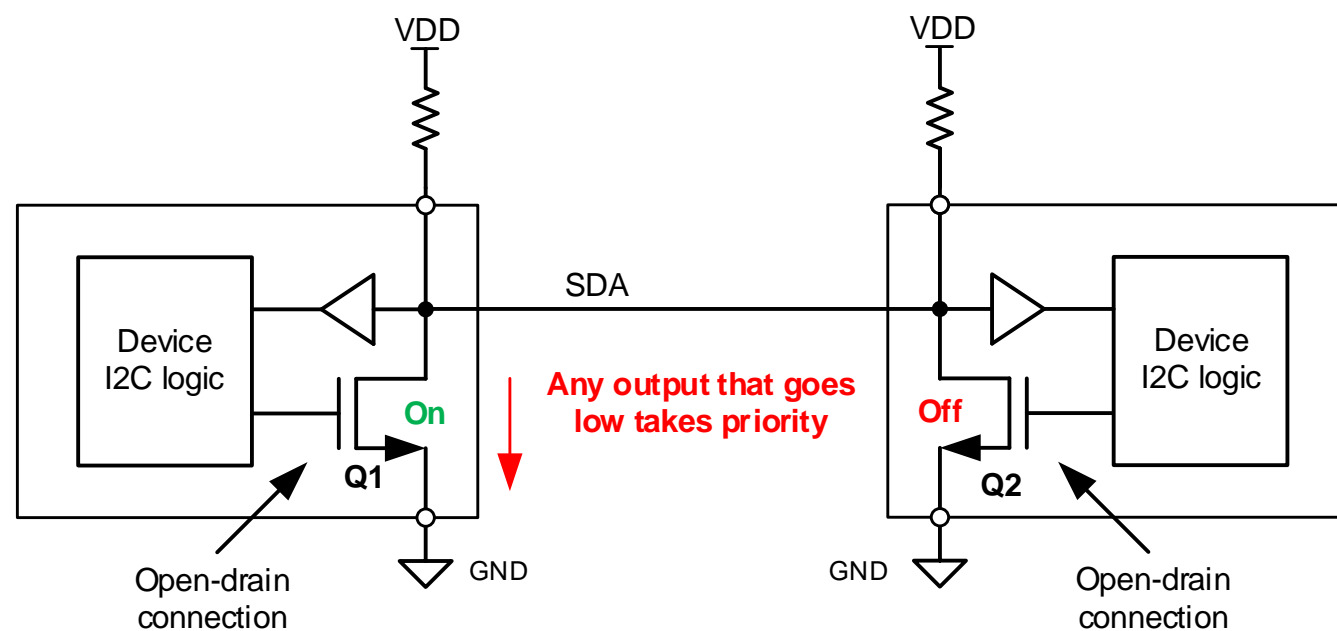 VDD
VDD
SDA
Device
I2C logic
Device
I2C logic
Any output that goes
low takes priority
On
Off
Q1
Q2
GND
GND
Open-drain
connection
Open-drain
connection